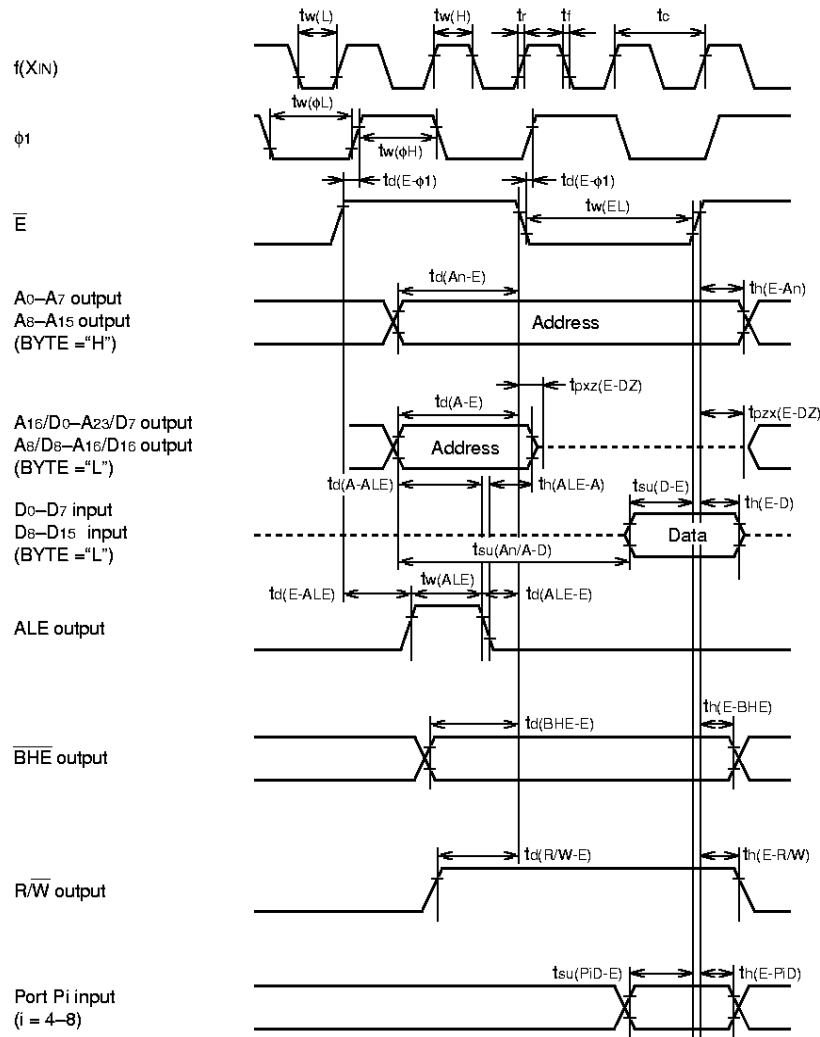 tw(L) tw(H) tr tf tc
f(XIN)
tw(ϕL)
ϕ1
tw(ϕH)
td(E-ϕ1) td(E-ϕ1)
tw(EL)
E
td(An-E)
th(E-An)
A0–A7 output
A8–A15 output
(BYTE =“H”)
Address
tpxz(E-DZ)
td(A-E)
tpzx(E-DZ)
A16/D0–A23/D7 output
A8/D8–A16/D16 output
(BYTE =“L”)
Address
td(A-ALE) th(ALE-A)
tsu(D-E)
th(E-D)
D0–D7 input
D8–D15 input
(BYTE =“L”)
Data
tsu(An/A-D)
tw(ALE)
td(E-ALE) td(ALE-E)
ALE output
th(E-BHE)
td(BHE-E)
BHE output
td(R/W-E) th(E-R/W)
R/W output
tsu(PiD-E) th(E-PiD)
Port Pi input
(i = 4–8)